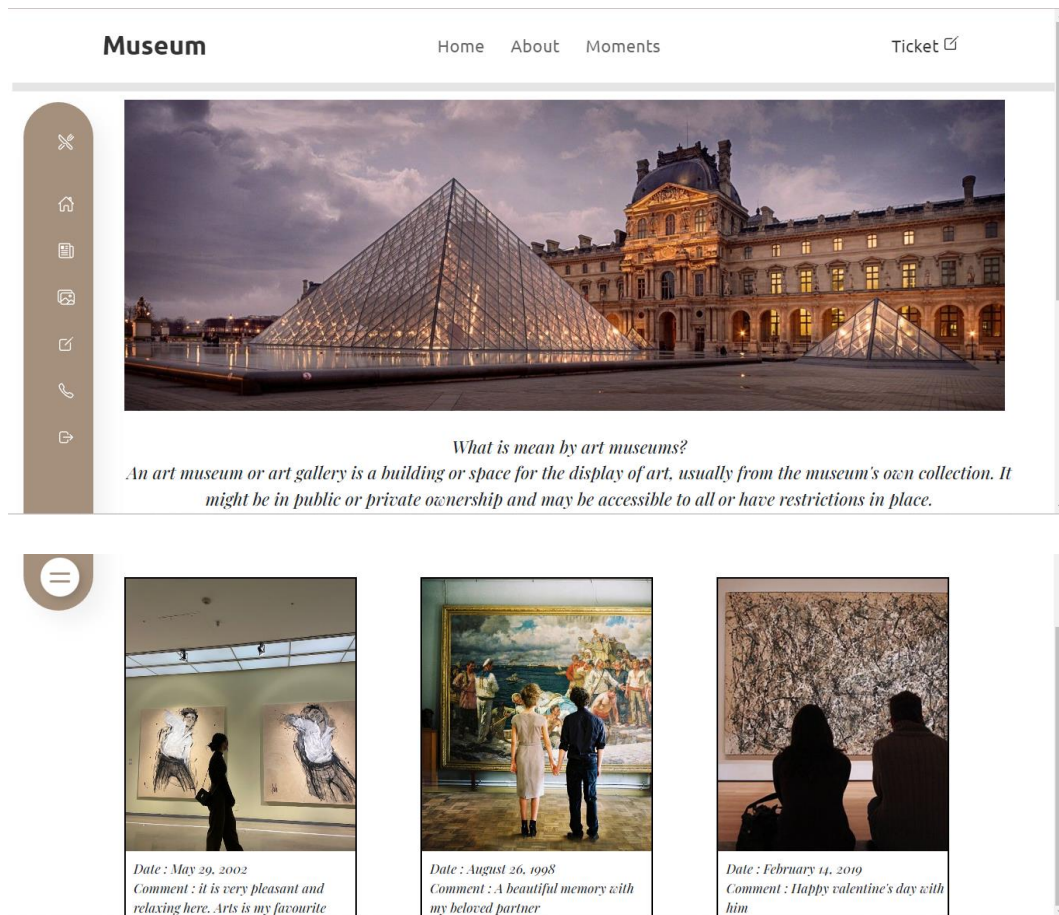 Museum
Home About Moments
Ticket
What is mean by art museums?
An art museum or art gallery is a building or space for the display of art, usually from the museum's own collection. It
might be in public or private ownership and may be accessible to all or have restrictions in place.
Date : May 29, 2002
Comment : it is very pleasant and
relaxing here. Arts is my favourite
Date : August 26, 1998
Comment : A beautiful memory with
my beloved partner
Date : February 14, 2019
Comment : Happy valentine's day with
him